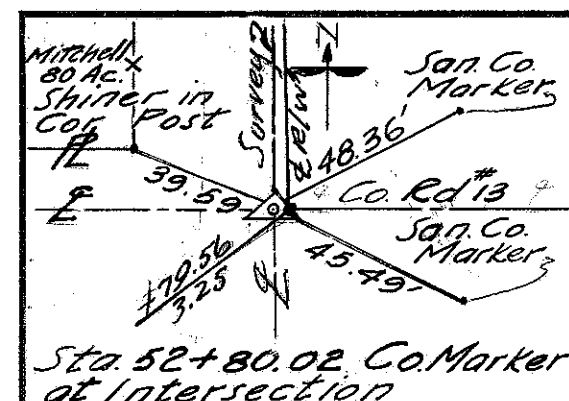 Mitchell
80 Ac.
Shiner in
Cor. Post
Survey
R/W
N
San. Co.
Marker
48.36'
39.59
Co. Rd #13
San. Co.
Marker
45.49'
79.56
3.25
Sta. 52+80.02 Co. Marker
at Intersection